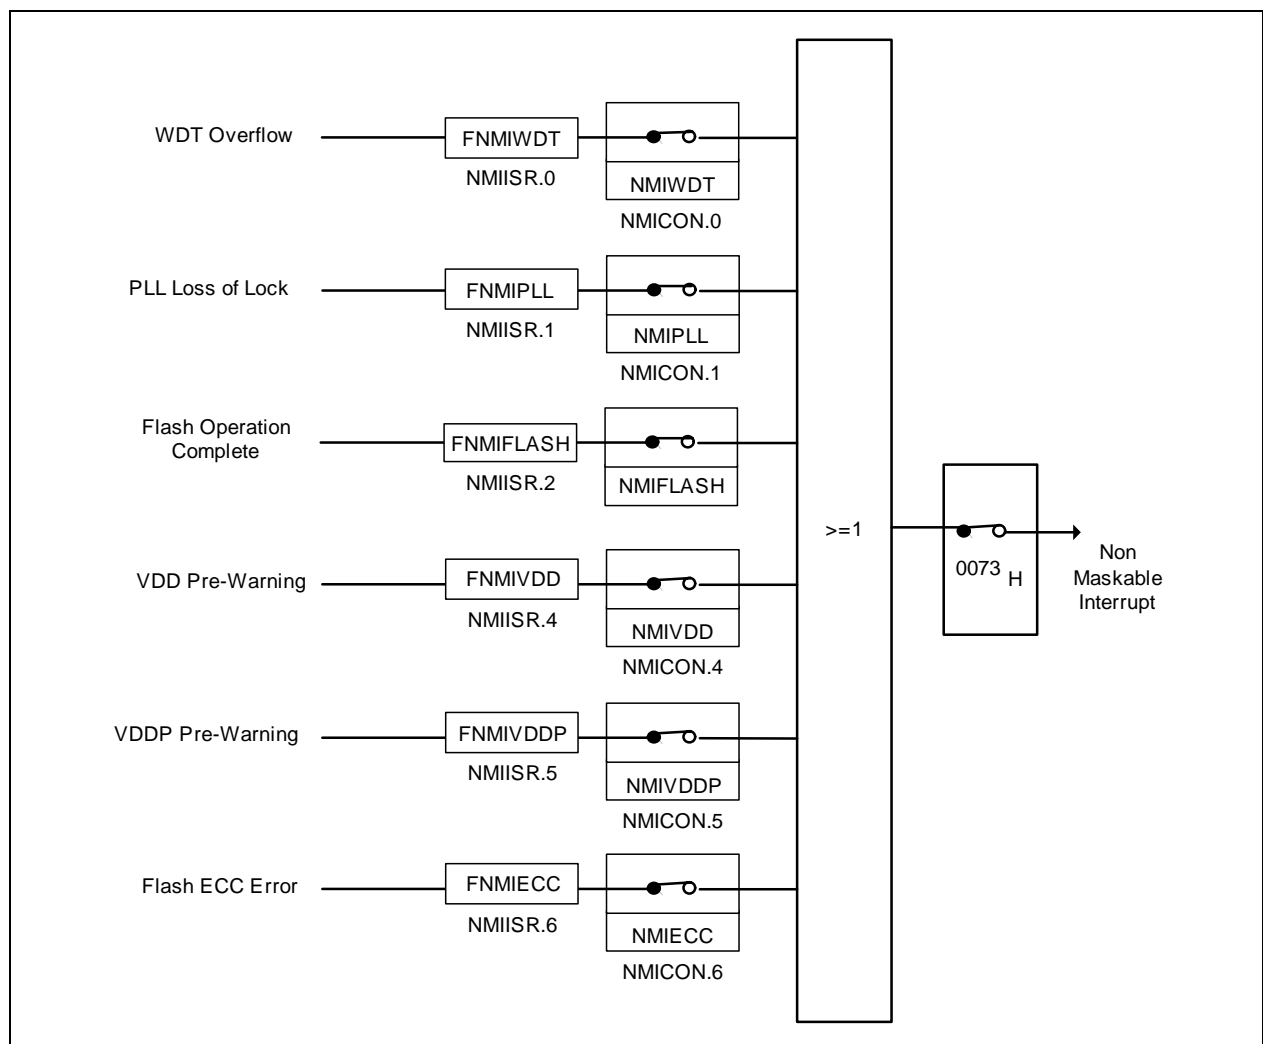 WDT Overflow
FNMIWDT
NMIISR.0
NMIWDT
NMICON.0
PLL Loss of Lock
FNMIPLL
NMIISR.1
NMIPLL
NMICON.1
Flash Operation
Complete
FNMIFLASH
NMIISR.2
NMIFLASH
VDD Pre-Warning
FNMIVDD
NMIISR.4
NMIVDD
NMICON.4
VDDP Pre-Warning
FNMIVDDP
NMIISR.5
NMIVDDP
NMICON.5
Flash ECC Error
FNMIECC
NMIISR.6
NMIECC
NMICON.6
>=1
0073 H
Non
Maskable
Interrupt